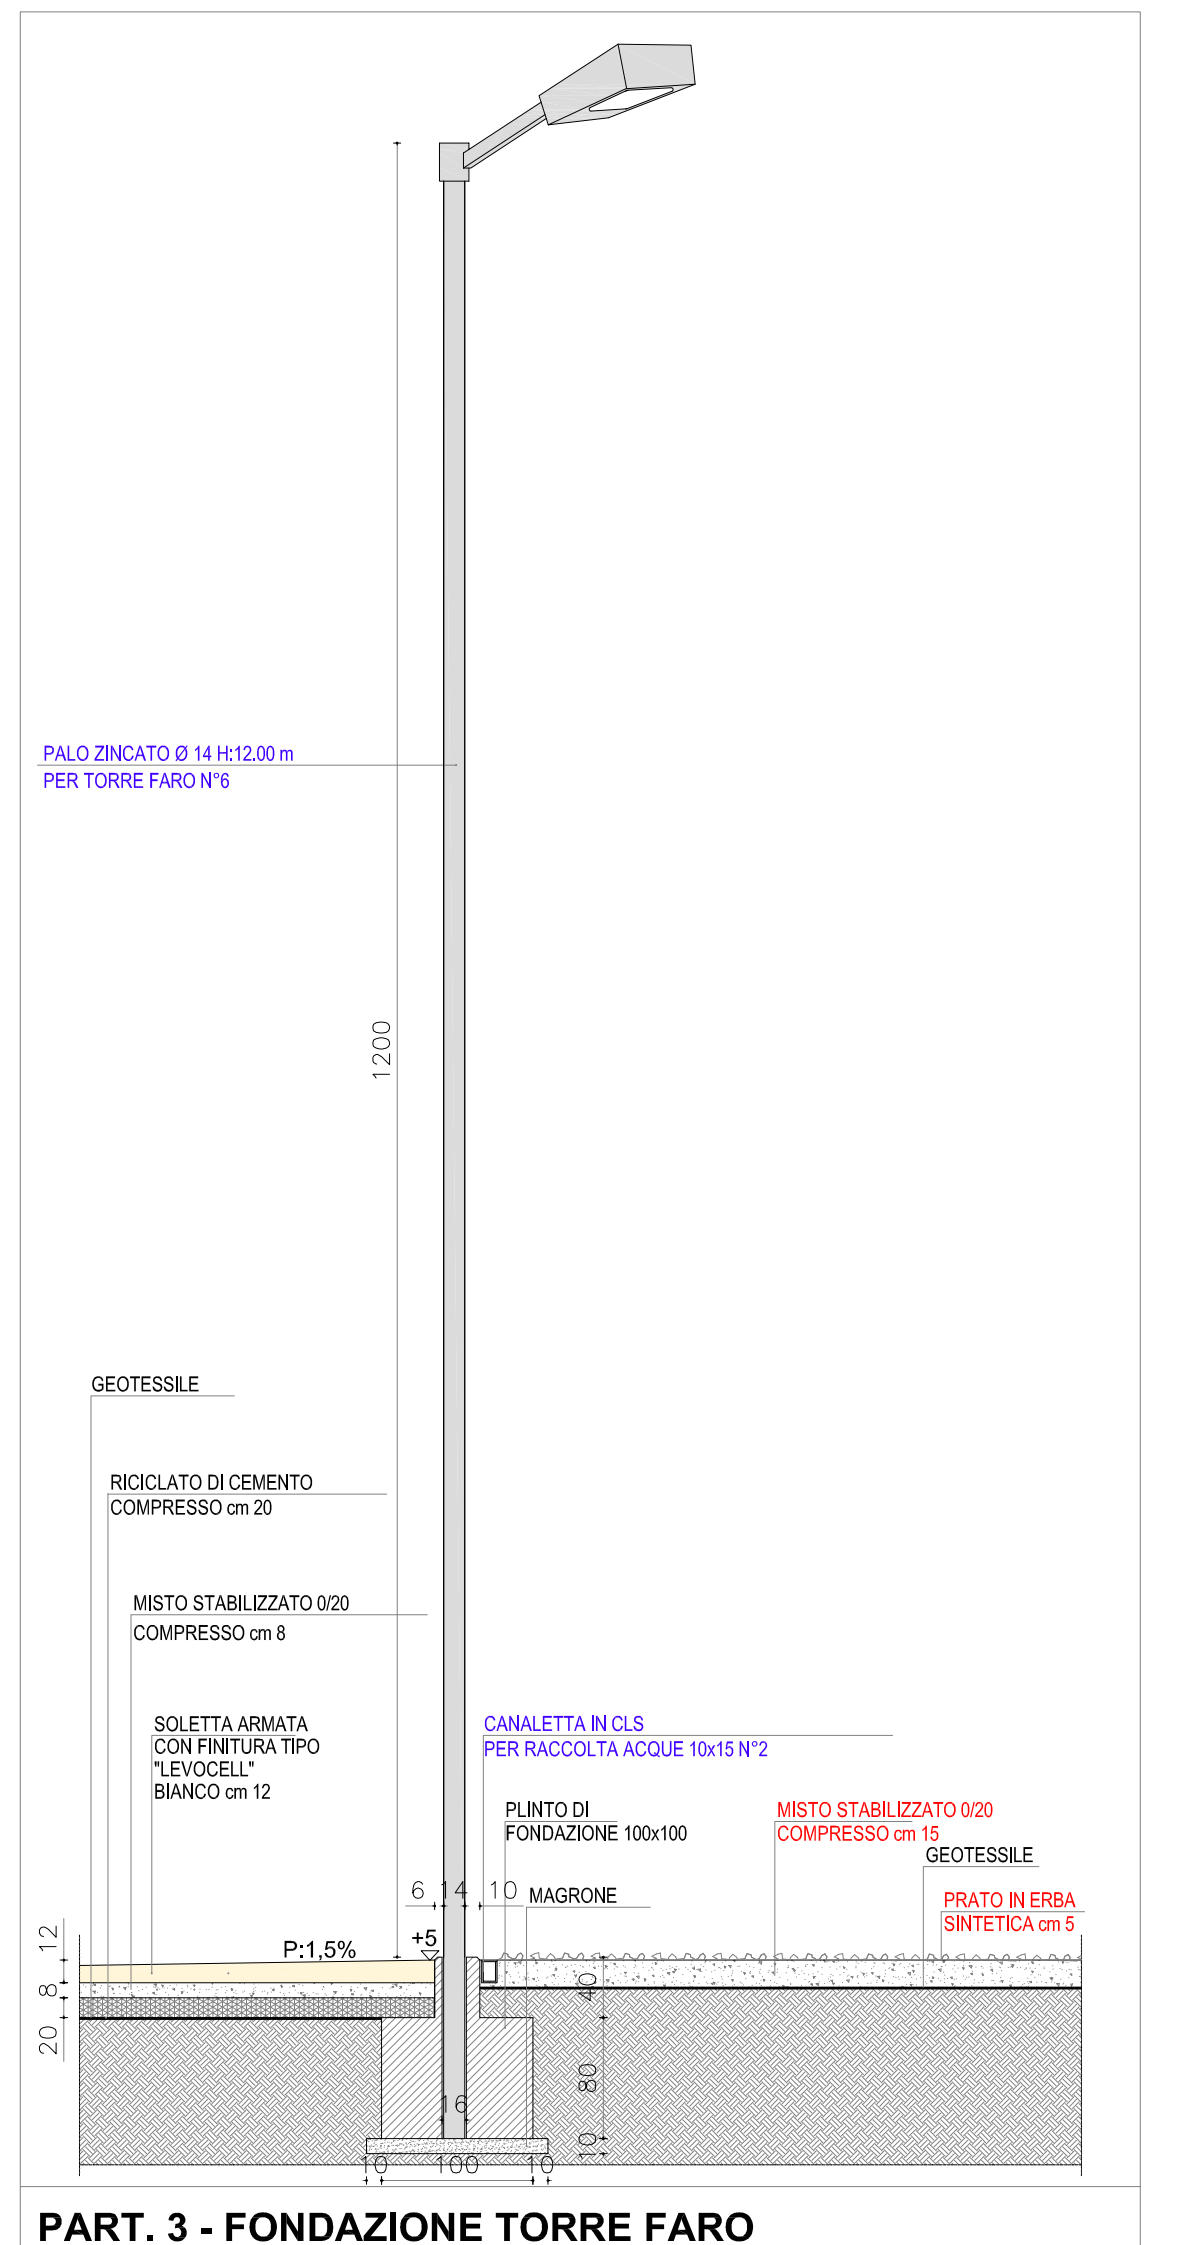 PALO ZINCATO Ø 14 H:12.00 m
PER TORRE FARO N°6
1200
GEOTESSILE
RICICLATO DI CEMENTO
COMPRESSO cm 20
MISTO STABILIZZATO 0/20
COMPRESSO cm 8
SOLETTA ARMATA
CON FINITURA TIPO
"LEVOCELL"
BIANCO cm 12
CANALETTA IN CLS
PER RACCOLTA ACQUE 10x15 N°2
PLINTO DI
FONDAZIONE 100x100
MISTO STABILIZZATO 0/20
COMPRESSO cm 15
GEOTESSILE
MAGRONE
PRATO IN ERBA
SINTETICA cm 5
6 14 10
+5
P:1,5%
12
8
20
40
80
10
16
10 100 10
PART. 3 - FONDAZIONE TORRE FARO